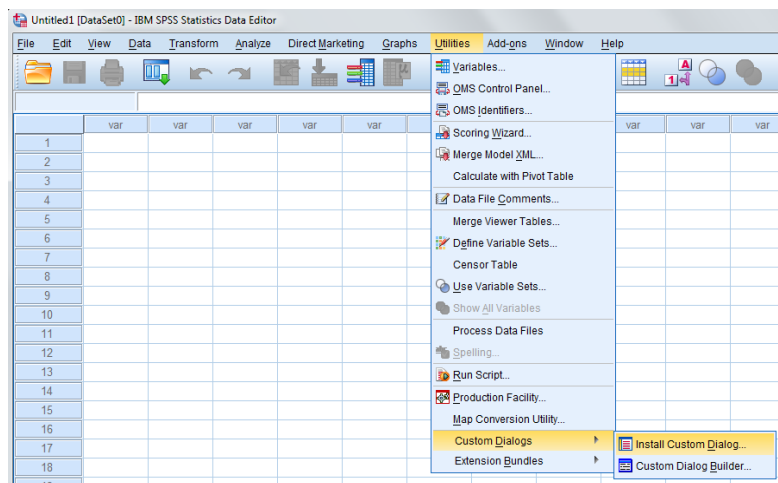 Untitled1 [DataSet0] - IBM SPSS Statistics Data Editor
File Edit View Data Transform Analyze Direct Marketing Graphs Utilities Add-ons Window Help
var var var var var var var var
1
2
3
4
5
6
7
8
9
10
11
12
13
14
15
16
17
18
Variables...
OMS Control Panel...
OMS Identifiers...
Scoring Wizard...
Merge Model XML...
Calculate with Pivot Table
Data File Comments...
Merge Viewer Tables...
Define Variable Sets...
Censor Table
Use Variable Sets...
Show All Variables
Process Data Files
Spelling...
Run Script...
Production Facility...
Map Conversion Utility...
Custom Dialogs
Extension Bundles
Install Custom Dialog...
Custom Dialog Builder...